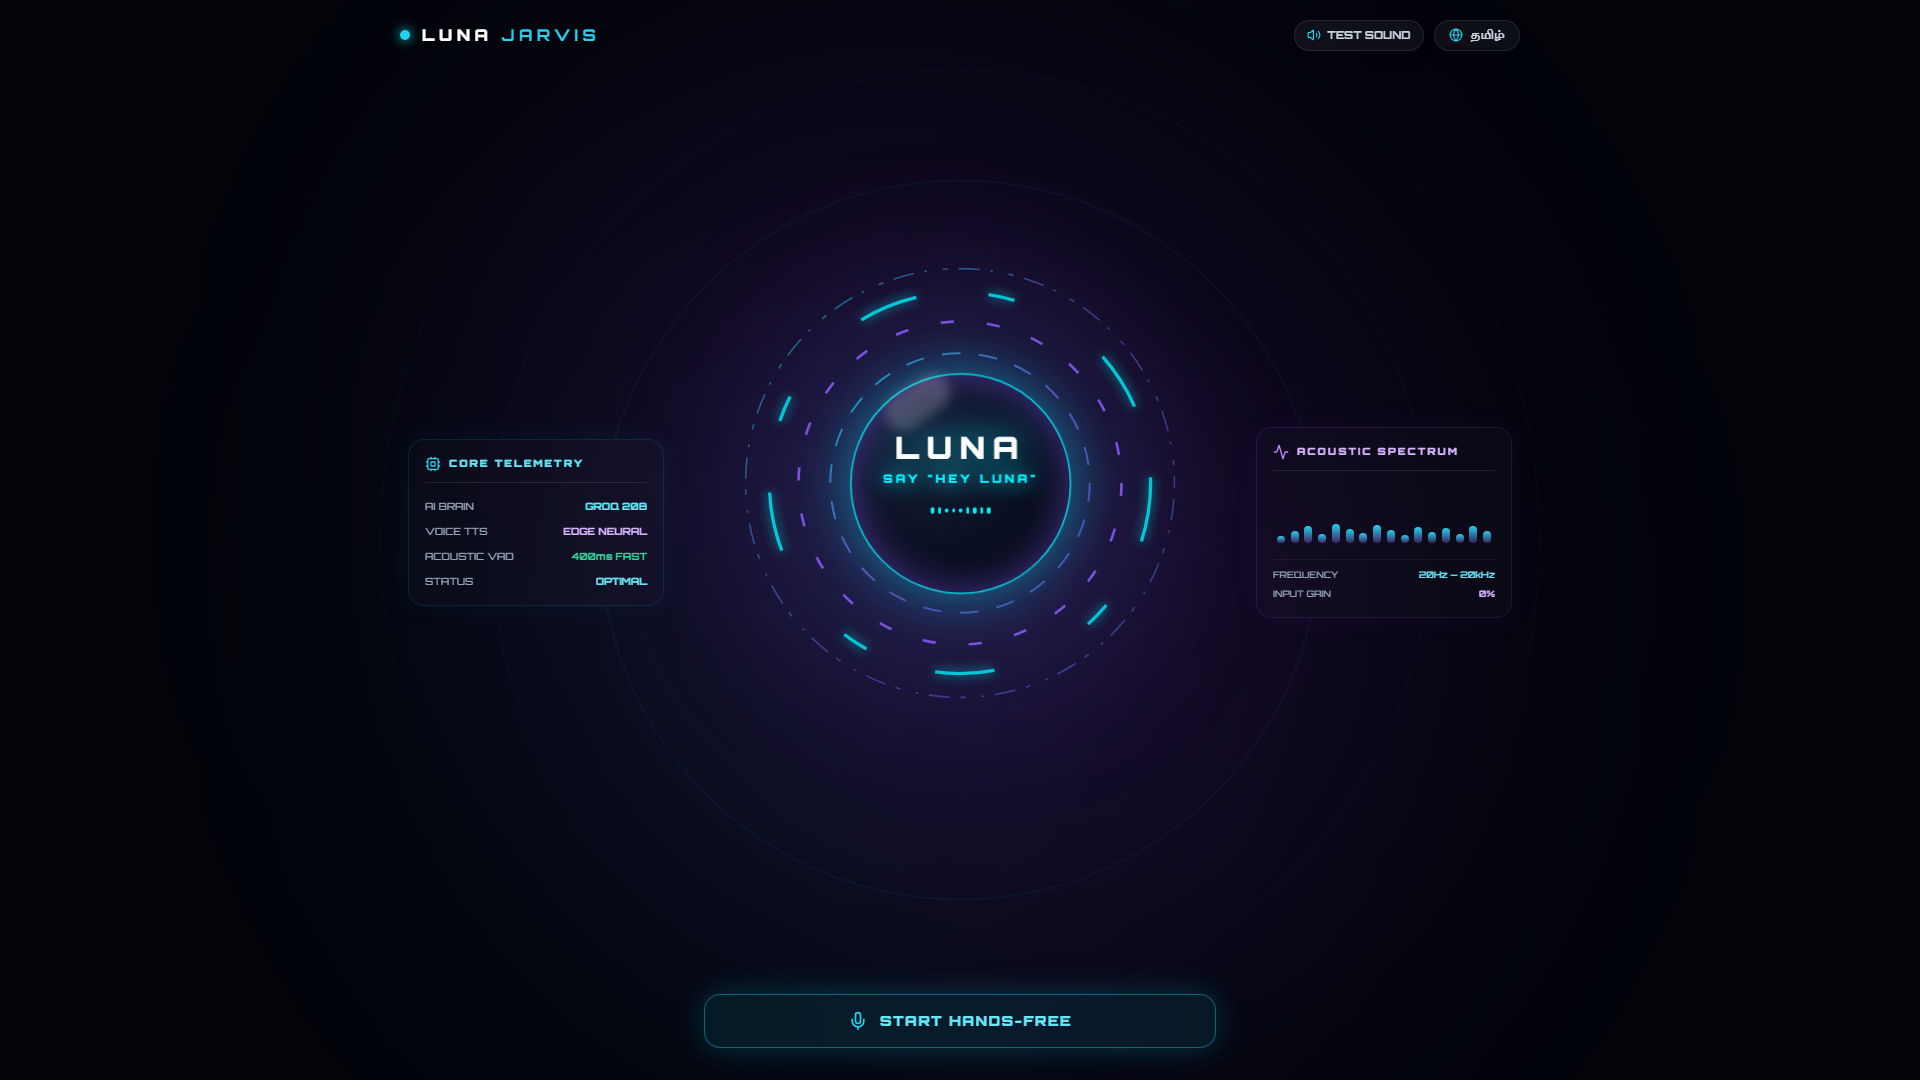 LUNA JARVIS
TEST SOUND
தமிழ்
LUNA
SAY "HEY LUNA"
CORE TELEMETRY
AI BRAIN GROQ 20B
VOICE TTS EDGE NEURAL
ACOUSTIC VAD 400ms FAST
STATUS OPTIMAL
ACOUSTIC SPECTRUM
FREQUENCY 20Hz – 20kHz
INPUT GAIN 0%
START HANDS-FREE